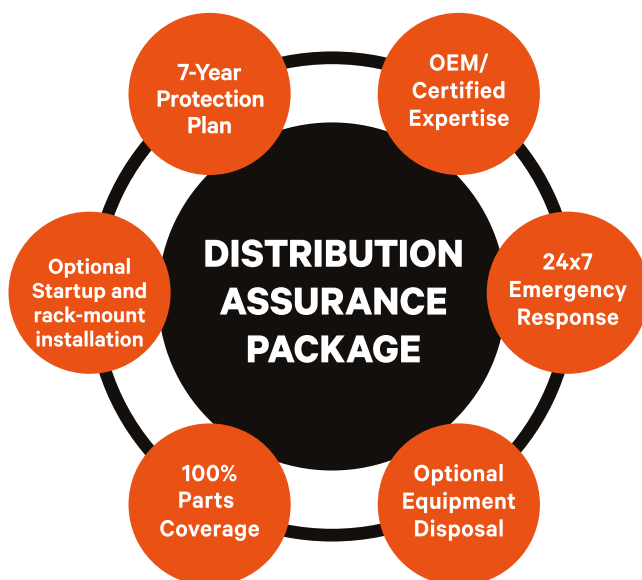 7-Year
Protection
Plan
OEM/
Certified
Expertise
DISTRIBUTION
ASSURANCE
PACKAGE
24x7
Emergency
Response
Optional
Startup and
rack-mount
installation
100%
Parts
Coverage
Optional
Equipment
Disposal